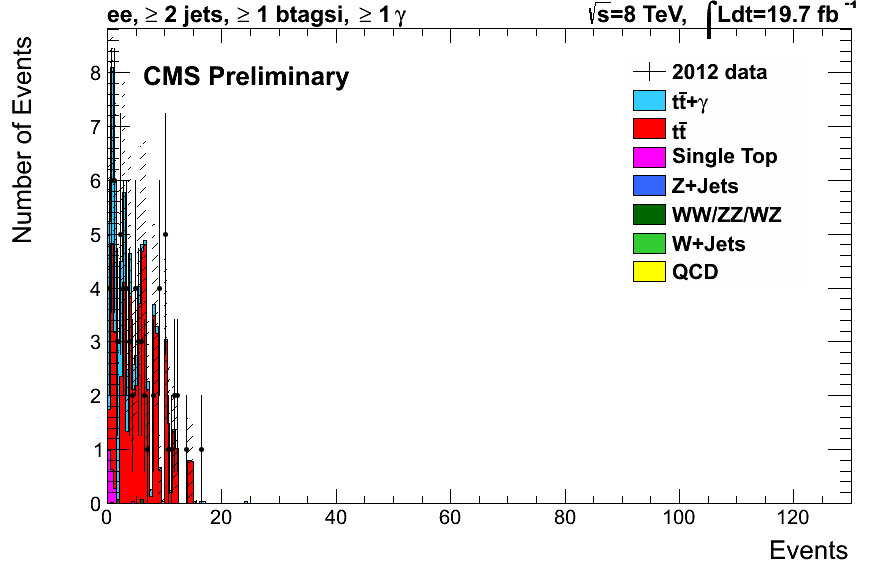 ee, ≥ 2 jets, ≥ 1 btagsi, ≥ 1 γ √s=8 TeV, ∫Ldt=19.7 fb⁻¹
CMS Preliminary
2012 data
tt̄+γ
tt̄
Single Top
Z+Jets
WW/ZZ/WZ
W+Jets
QCD
Number of Events
8
7
6
5
4
3
2
1
0
0 20 40 60 80 100 120
Events